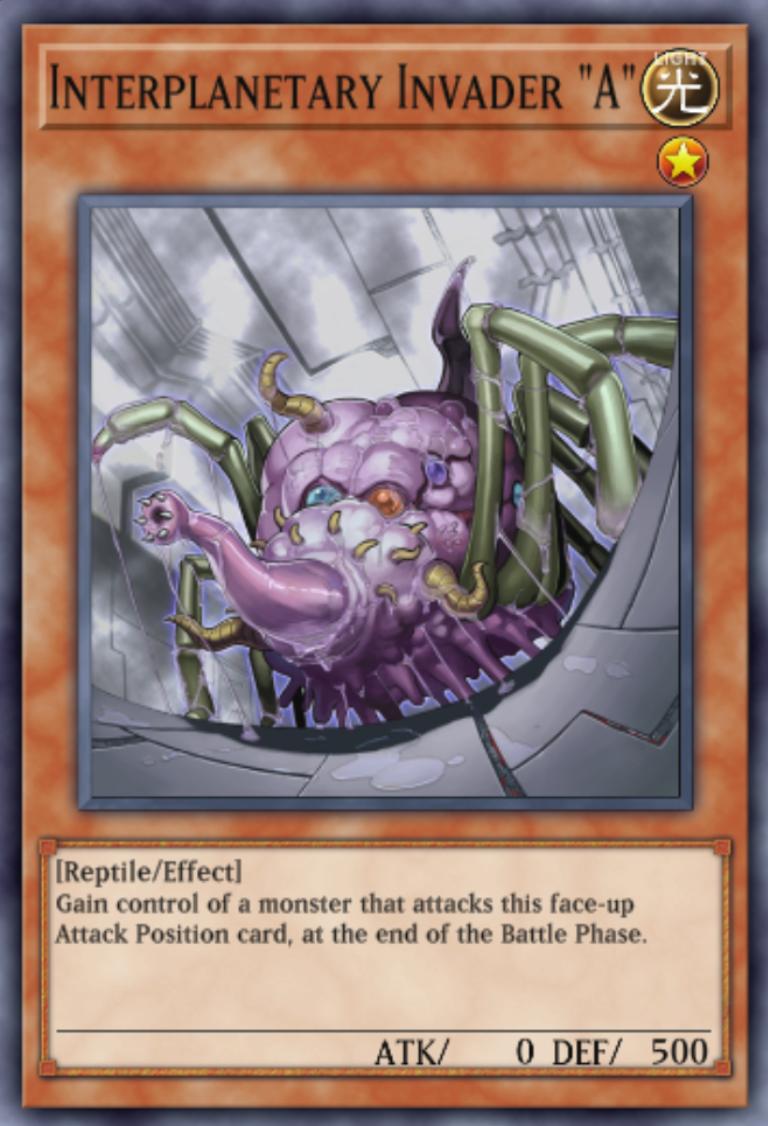 INTERPLANETARY INVADER "A"
LIGHT
光
[Reptile/Effect]
Gain control of a monster that attacks this face-up
Attack Position card, at the end of the Battle Phase.
ATK/ 0 DEF/ 500